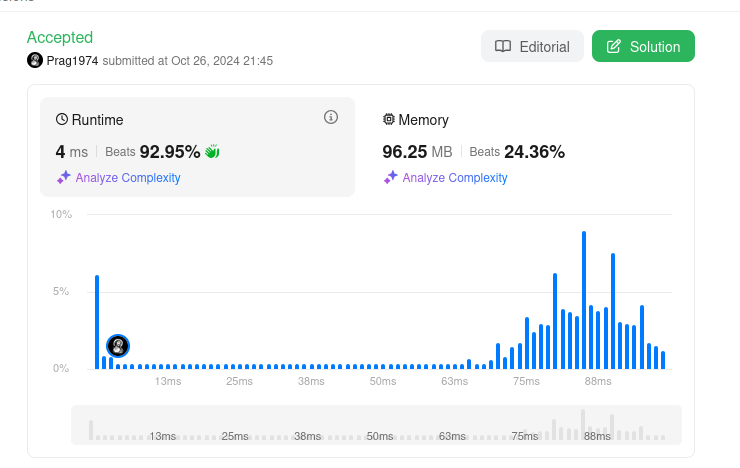 Accepted
Editorial
Solution
Prag1974 submitted at Oct 26, 2024 21:45
Runtime
4 ms | Beats 92.95%
Analyze Complexity
Memory
96.25 MB | Beats 24.36%
Analyze Complexity
10%
5%
0%
13ms 25ms 38ms 50ms 63ms 75ms 88ms
13ms 25ms 38ms 50ms 63ms 75ms 88ms